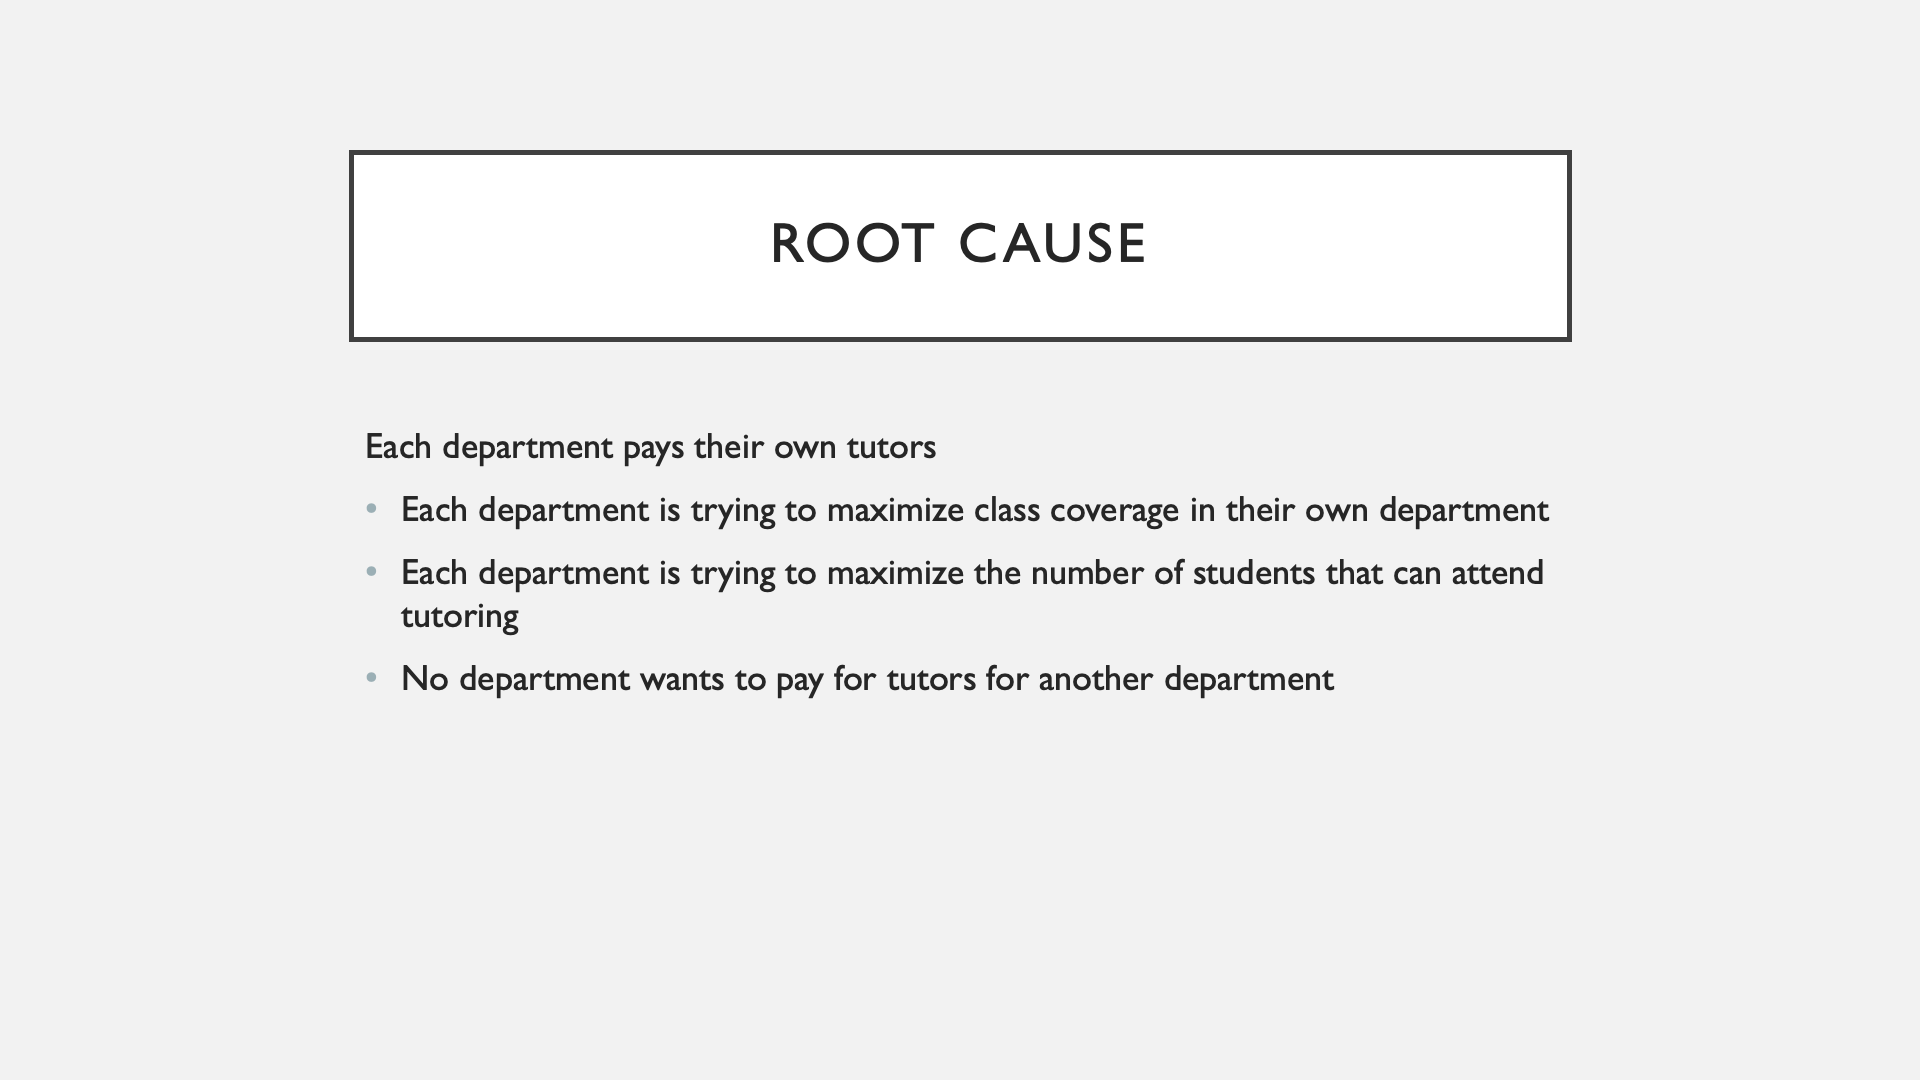 ROOT CAUSE
Each department pays their own tutors
• Each department is trying to maximize class coverage in their own department
• Each department is trying to maximize the number of students that can attend
tutoring
• No department wants to pay for tutors for another department